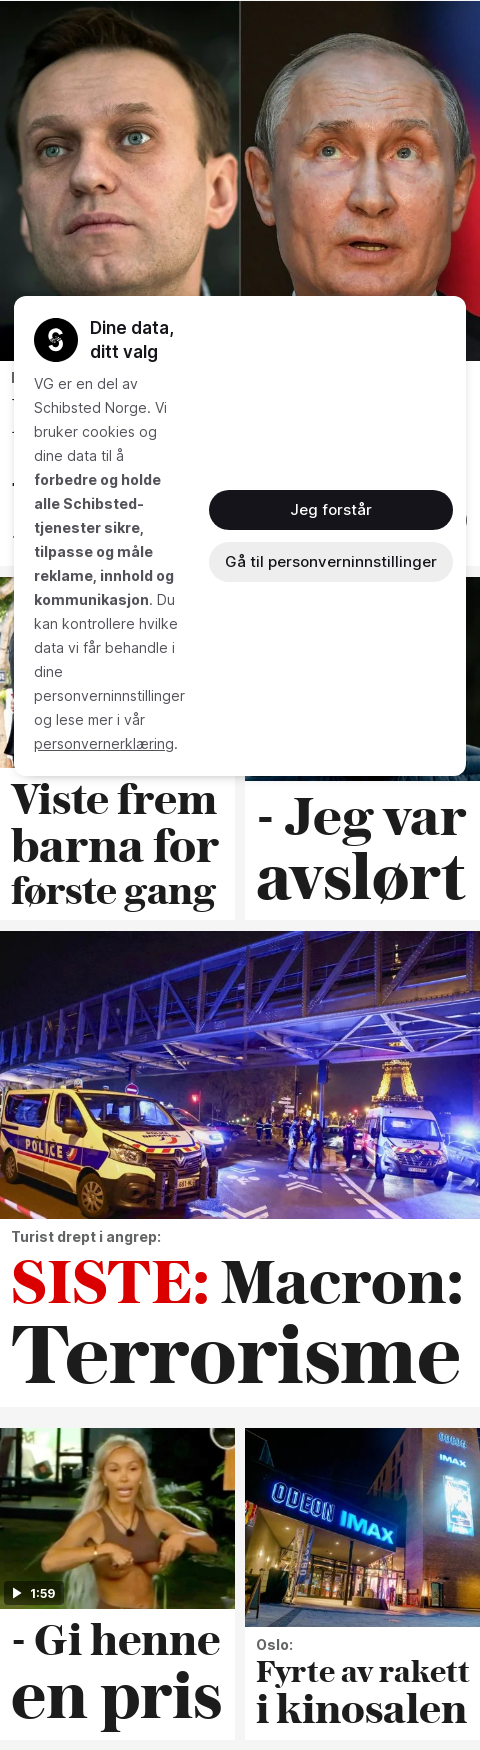 Dine data,
ditt valg
VG er en del av
Schibsted Norge. Vi
bruker cookies og
dine data til å
forbedre og holde
alle Schibsted-
tjenester sikre,
tilpasse og måle
reklame, innhold og
kommunikasjon. Du
kan kontrollere hvilke
data vi får behandle i
dine
personverninnstillinger
og lese mer i vår
personvernerklæring.
Jeg forstår
Gå til personverninnstillinger
Viste frem
barna for
første gang
- Jeg var
avslørt
POLICE
Turist drept i angrep:
SISTE: Macron:
Terrorisme
1:59
- Gi henne
en pris
ODEON
IMAX
ODEON IMAX
Oslo:
Fyrte av rakett
i kinosalen